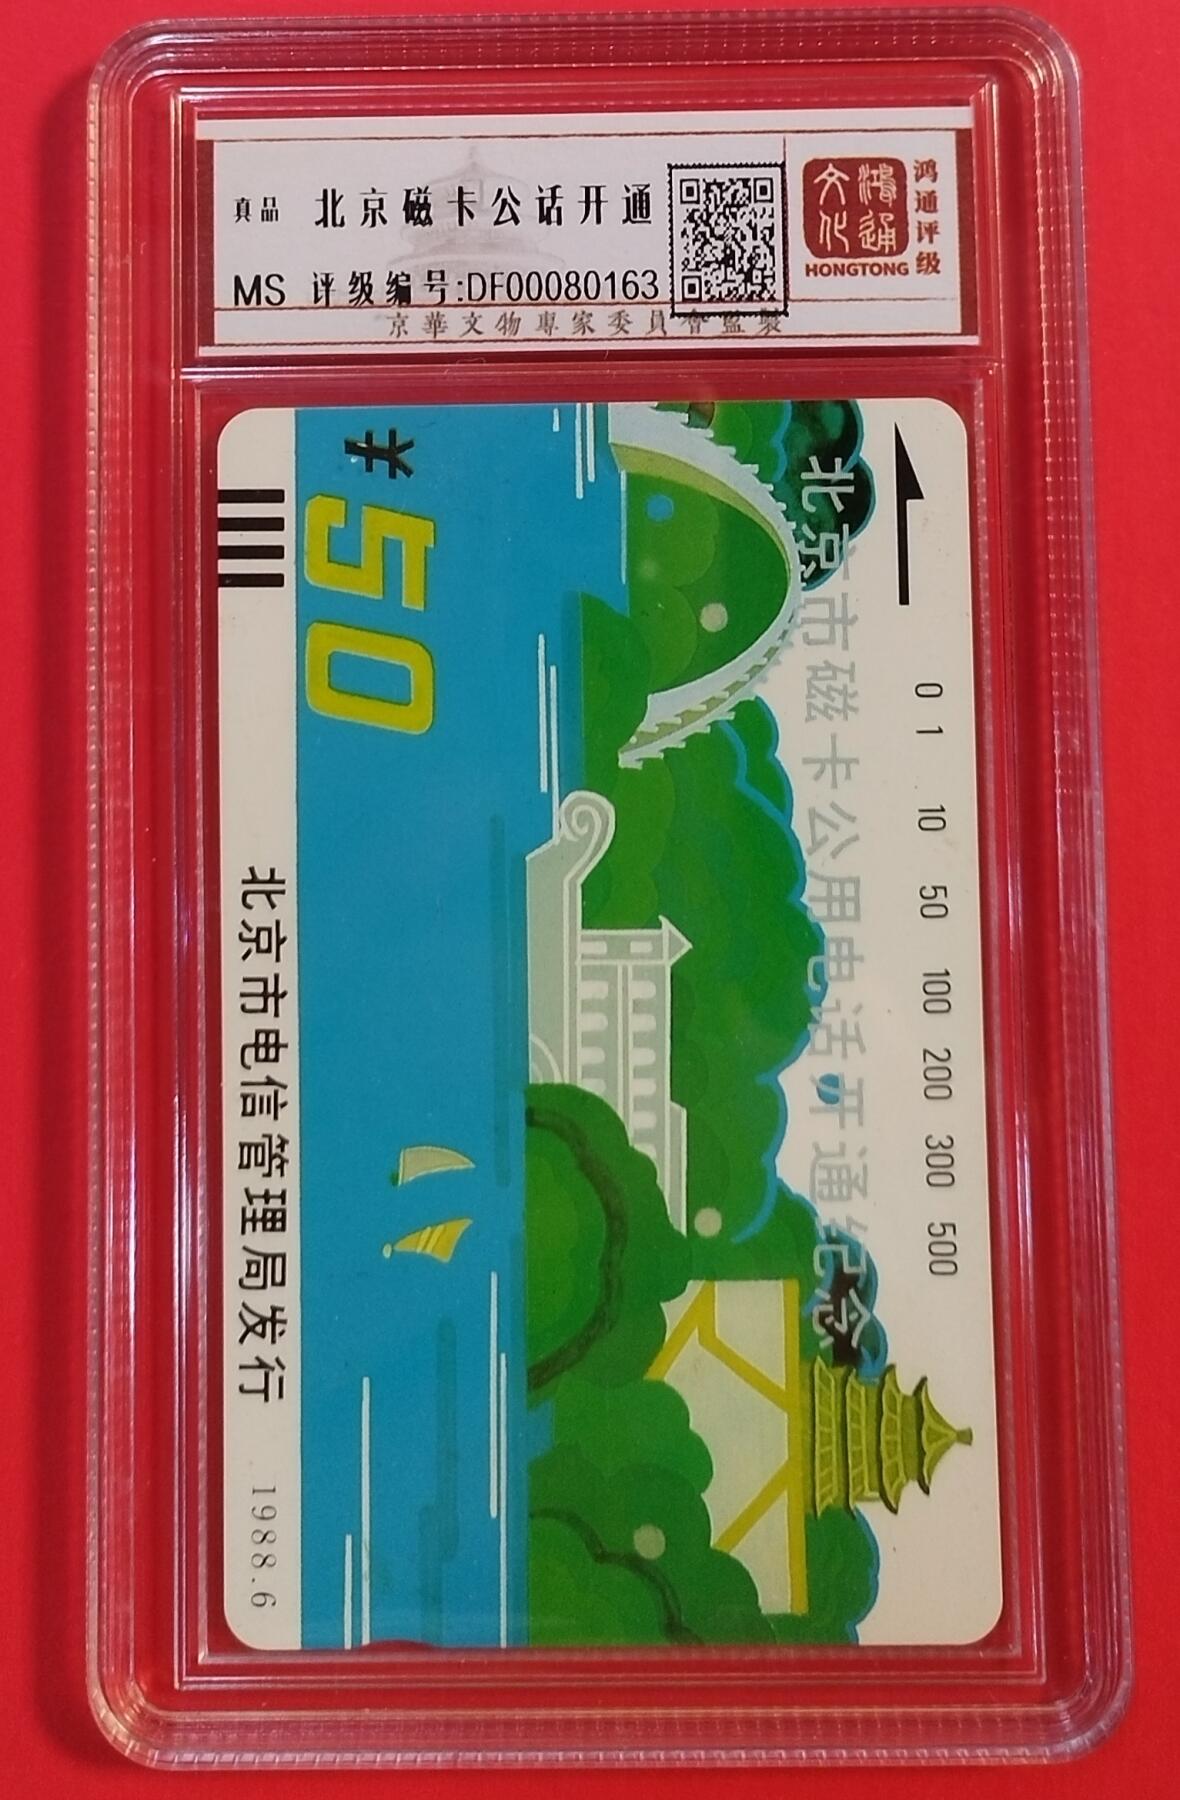 真品 北京磁卡公话开通
MS 评级编号:DF00080163
京華文物專家委員會監製
文化
鴻通
HONGTONG
鸿通评级
¥50
北京市磁卡公用电话开通纪念
0 1 10 50 100 200 300 500
北京市电信管理局发行 1988.6